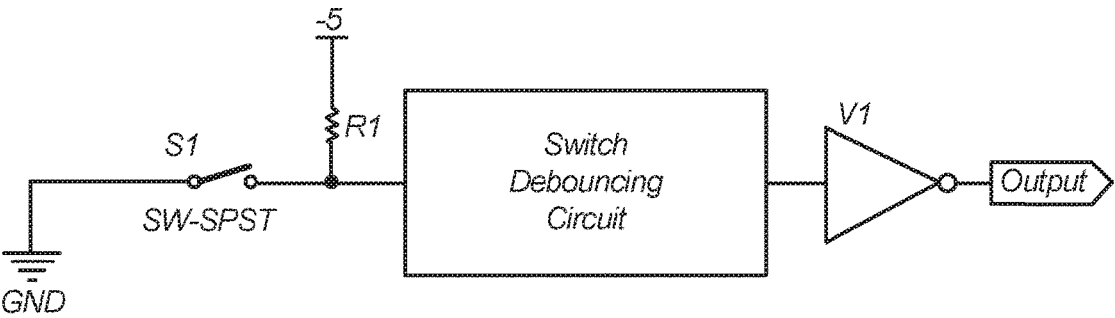 -5
R1
S1
SW-SPST
GND
Switch
Debouncing
Circuit
V1
Output